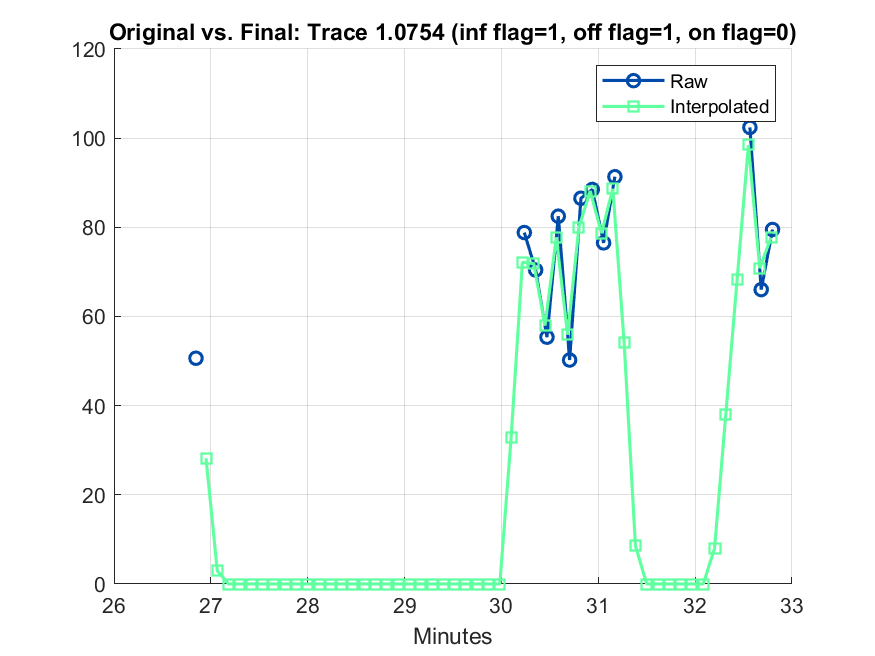 Original vs. Final: Trace 1.0754 (inf flag=1, off flag=1, on flag=0)
120
100
80
60
40
20
0
Raw
Interpolated
26 27 28 29 30 31 32 33
Minutes